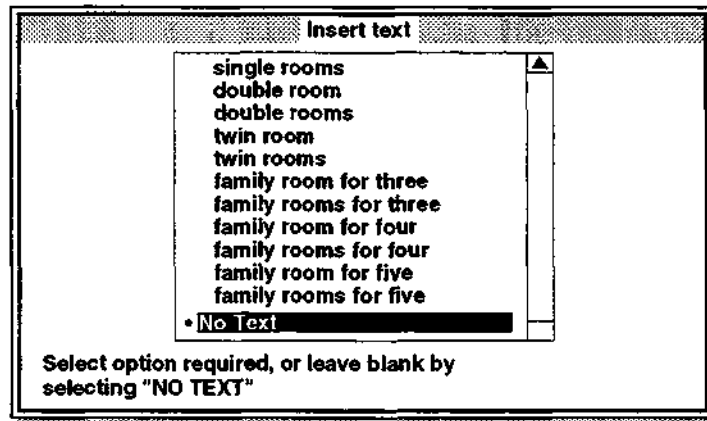 Insert text
single rooms
double room
double rooms
twin room
twin rooms
family room for three
family rooms for three
family room for four
family rooms for four
family room for five
family rooms for five
• No Text
Select option required, or leave blank by
selecting "NO TEXT"